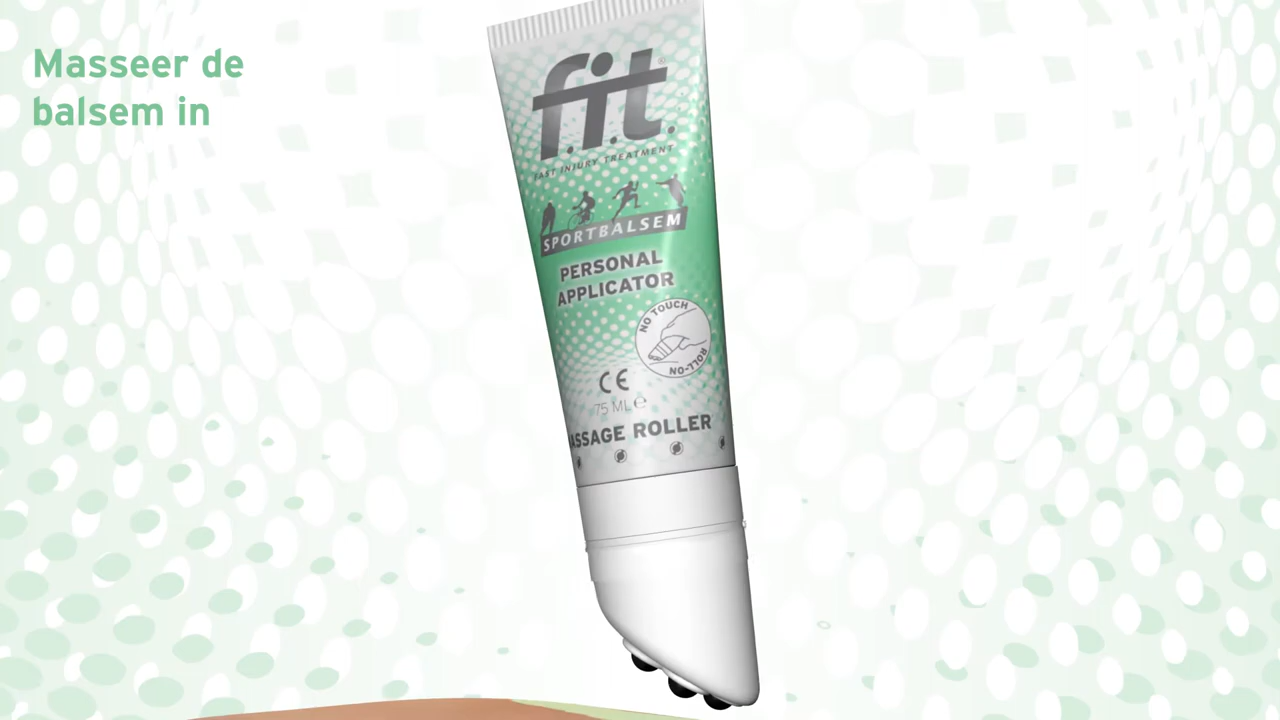 Masseer de
balsem in
f.i.t.®
FAST INJURY TREATMENT
SPORTBALSEM
PERSONAL
APPLICATOR
NO TOUCH
ROLL-ON
CE
75 ML ℮
ASSAGE ROLLER